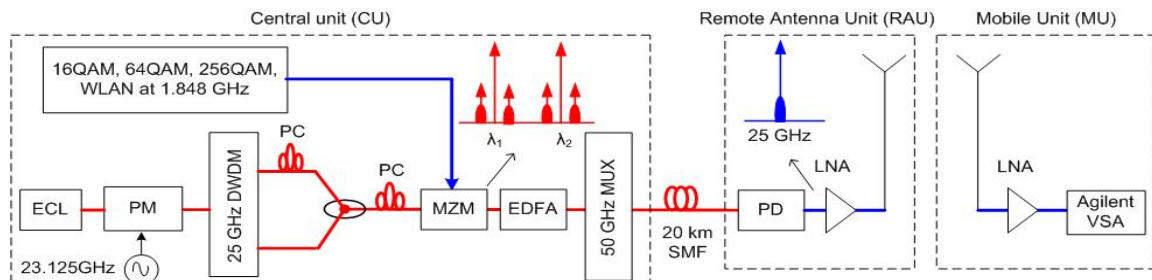 Central unit (CU)
Remote Antenna Unit (RAU)
Mobile Unit (MU)
16QAM, 64QAM, 256QAM,
WLAN at 1.848 GHz
λ1
λ2
25 GHz
PC
PC
LNA
LNA
ECL
PM
25 GHz DWDM
MZM
EDFA
50 GHz MUX
20 km
SMF
PD
Agilent
VSA
23.125GHz